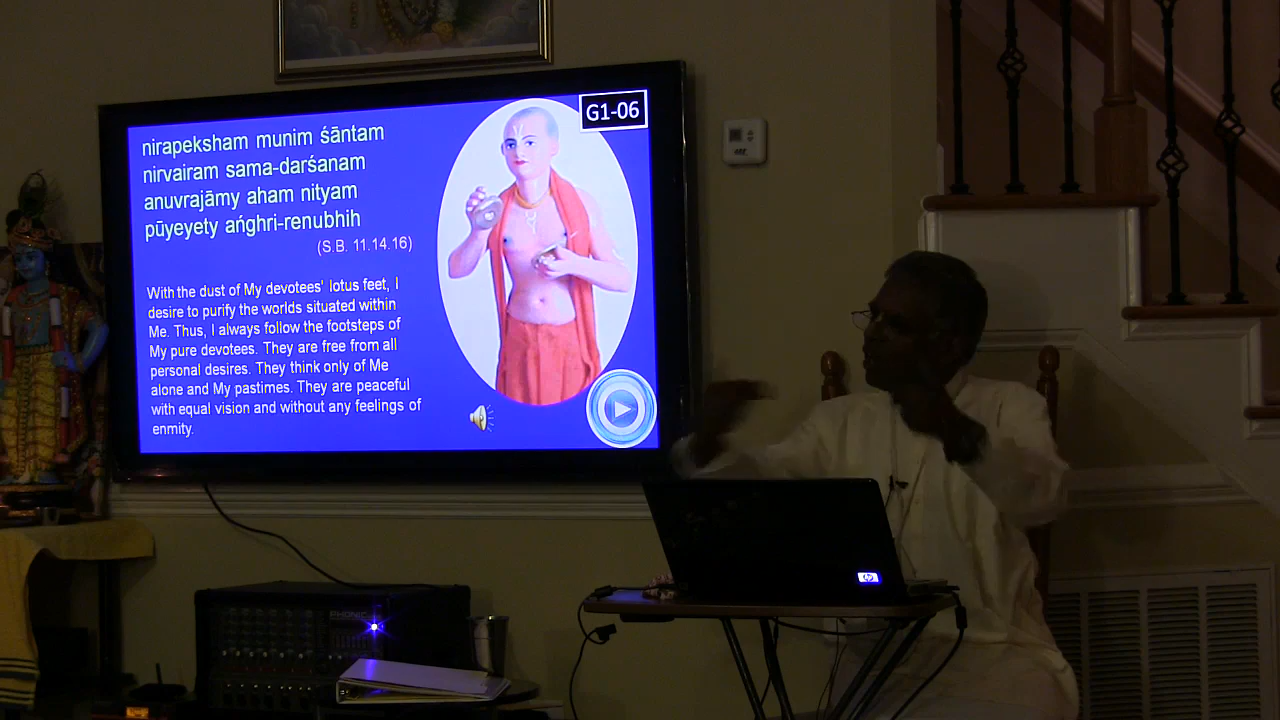 G1-06
nirapeksham munim śāntam
nirvairam sama-darśanam
anuvrajāmy aham nityam
pūyeyety ańghri-renubhih
(S.B. 11.14.16)
With the dust of My devotees' lotus feet, I
desire to purify the worlds situated within
Me. Thus, I always follow the footsteps of
My pure devotees. They are free from all
personal desires. They think only of Me
alone and My pastimes. They are peaceful
with equal vision and without any feelings of
enmity.
PHONIC
hp